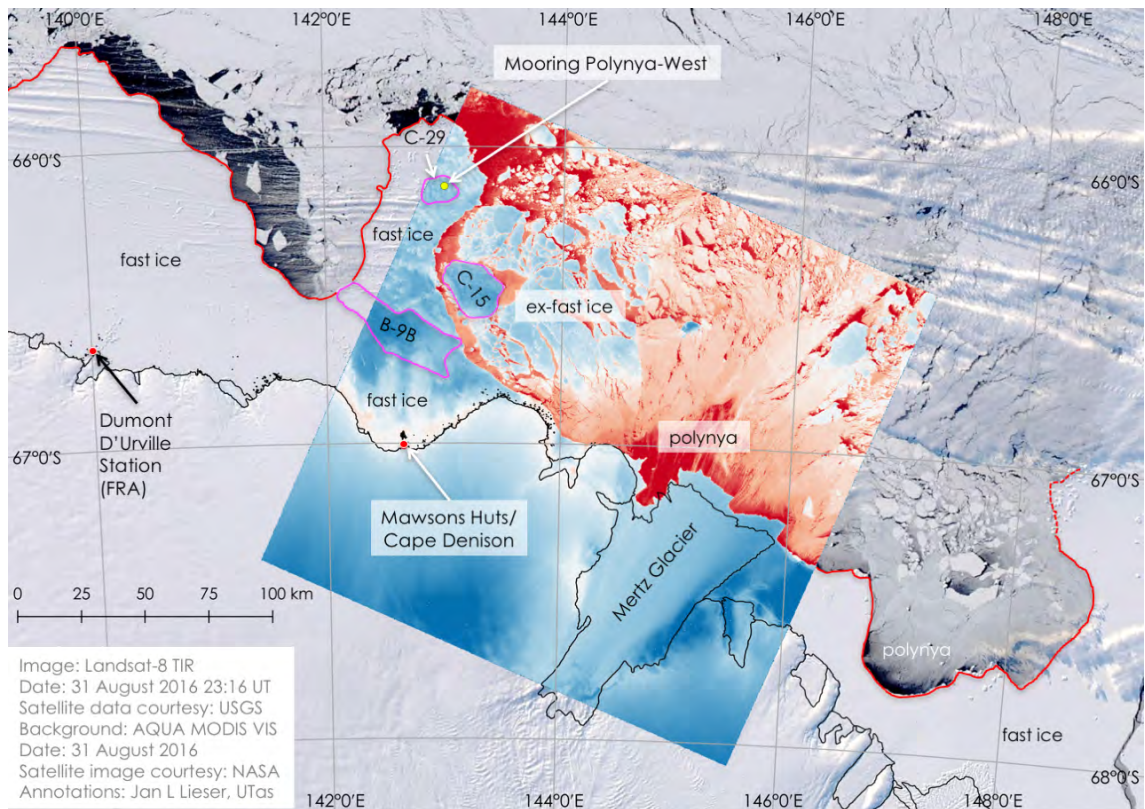 140°0'E
142°0'E
144°0'E
146°0'E
148°0'E
Mooring Polynya-West
C-29
66°0'S
66°0'S
fast ice
fast ice
C-15
ex-fast ice
B-9B
Dumont
D'Urville
Station
(FRA)
fast ice
polynya
67°0'S
67°0'S
Mawsons Huts/
Cape Denison
Mertz Glacier
0 25 50 75 100 km
polynya
fast ice
Image: Landsat-8 TIR
Date: 31 August 2016 23:16 UT
Satellite data courtesy: USGS
Background: AQUA MODIS VIS
Date: 31 August 2016
Satellite image courtesy: NASA
Annotations: Jan L Lieser, UTas
68°0'S
142°0'E
144°0'E
146°0'E
148°0'E